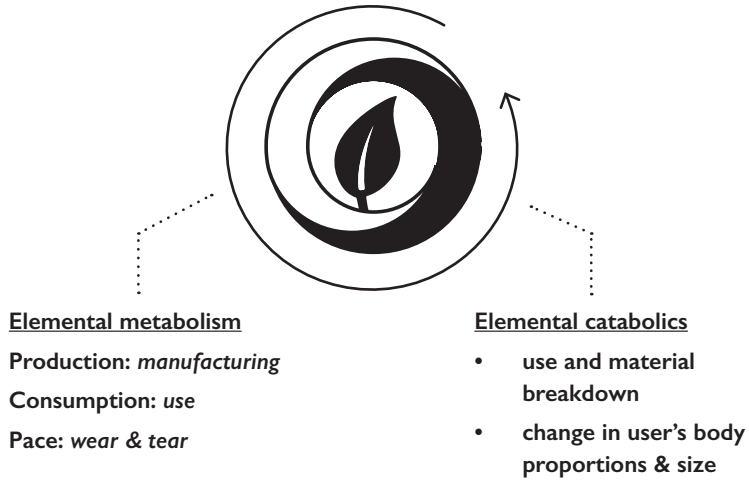 Elemental metabolism
Production: manufacturing
Consumption: use
Pace: wear & tear
Elemental catabolics
• use and material
breakdown
• change in user’s body
proportions & size